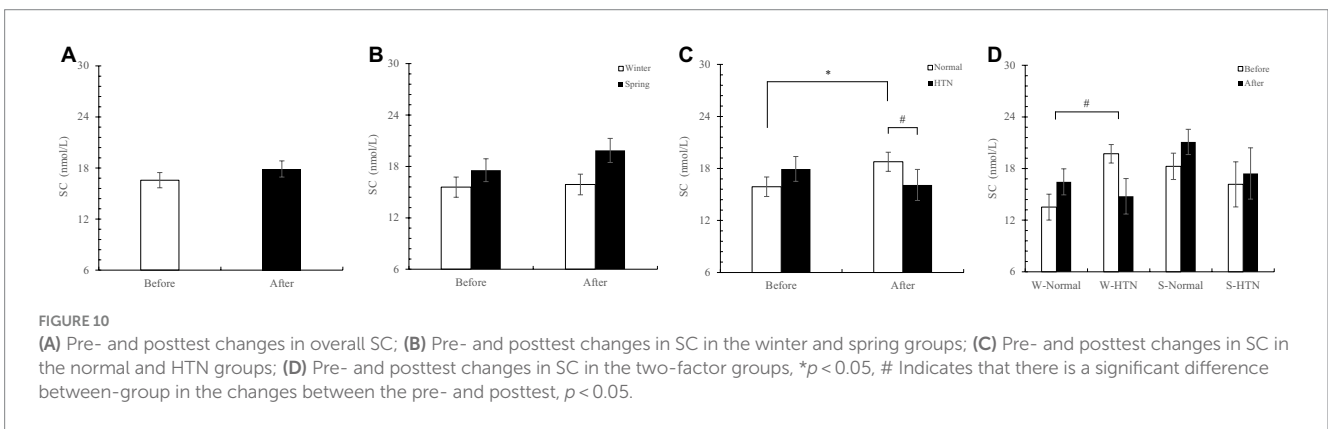 A
30
24
18
12
6
SC (nmol/L)
Before
After
B
30
24
18
12
6
SC (nmol/L)
Winter
Spring
Before
After
C
30
24
18
12
6
SC (nmol/L)
Normal
HTN
*
#
Before
After
D
30
24
18
12
6
SC (nmol/L)
Before
After
#
W-Normal
W-HTN
S-Normal
S-HTN
FIGURE 10
(A) Pre- and posttest changes in overall SC; (B) Pre- and posttest changes in SC in the winter and spring groups; (C) Pre- and posttest changes in SC in
the normal and HTN groups; (D) Pre- and posttest changes in SC in the two-factor groups, *p < 0.05, # Indicates that there is a significant difference
between-group in the changes between the pre- and posttest, p < 0.05.